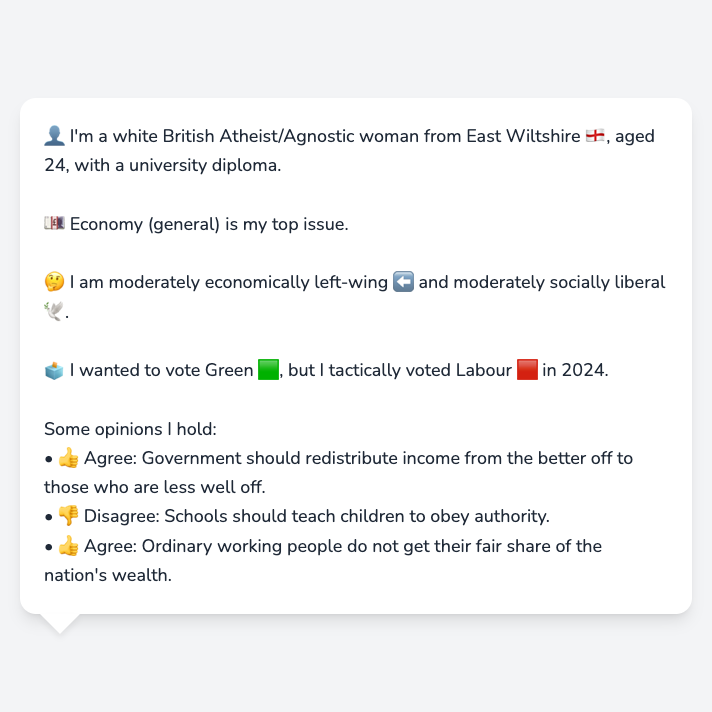 👤 I'm a white British Atheist/Agnostic woman from East Wiltshire 🏴󠁧󠁢󠁥󠁮󠁧󠁿, aged
24, with a university diploma.
💷 Economy (general) is my top issue.
🤔 I am moderately economically left-wing ⬅️ and moderately socially liberal
🕊️.
🗳️ I wanted to vote Green 🟩, but I tactically voted Labour 🟥 in 2024.
Some opinions I hold:
• 👍 Agree: Government should redistribute income from the better off to
those who are less well off.
• 👎 Disagree: Schools should teach children to obey authority.
• 👍 Agree: Ordinary working people do not get their fair share of the
nation's wealth.